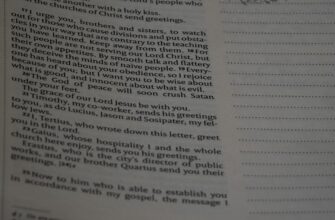 another with a holy kiss.
the churches of Christ send greetings.
I urge you, brothers and sisters, to watch
out for those who cause divisions and put obsta-
cles in your way that are contrary to the teaching
you have learned. Keep away from them. 18 For
such people are not serving our Lord Christ, but
their own appetites. By smooth talk and flattery
they deceive the minds of naive people. 19 Every-
one has heard about your obedience, so I rejoice
because of you; but I want you to be wise about
what is good, and innocent about what is evil.
20 The God of peace will soon crush Satan
under your feet.
The grace of our Lord Jesus be with you.
21 Timothy, my co-worker, sends his greetings
to you, as do Lucius, Jason and Sosipater, my fel-
low Jews.
22 I, Tertius, who wrote down this letter, greet
you in the Lord.
23 Gaius, whose hospitality I and the whole
church here enjoy, sends you his greetings.
Erastus, who is the city's director of public
works, and our brother Quartus send you their
greetings. [24]
25 Now to him who is able to establish you
in accordance with my gospel, the message I